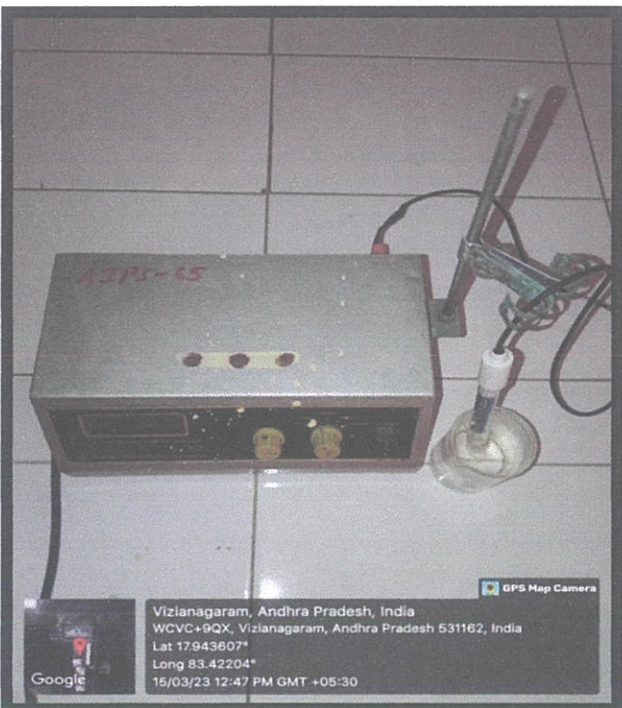 AIPS-65
GPS Map Camera
Vizianagaram, Andhra Pradesh, India
WCVC+9QX, Vizianagaram, Andhra Pradesh 531162, India
Lat 17.943607°
Long 83.42204°
15/03/23 12:47 PM GMT +05:30
Google